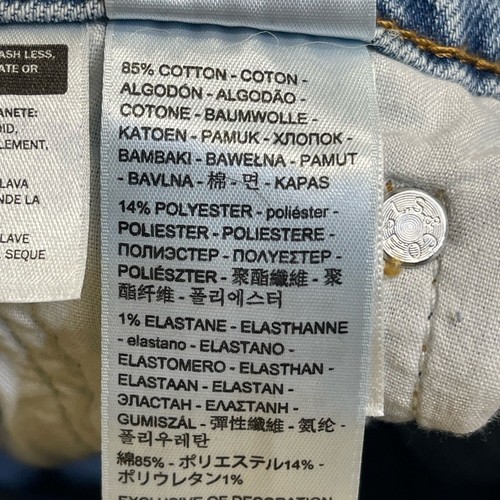 ASH LESS,
ATE OR
ANETE:
OID,
LEMENT,
LAVA
NDE LA
LAVE
SEQUE
85% COTTON - COTON -
ALGODÓN - ALGODÃO -
COTONE - BAUMWOLLE -
KATOEN - PAMUK - ХЛОПОК -
BAMBAKI - BAWEŁNA - PAMUT
- BAVLNA - 棉 - 면 - KAPAS
14% POLYESTER - poliéster -
POLIESTER - POLIESTERE -
ПОЛИЭСТЕР - ΠΟΛΥΕΣΤΕΡ -
POLIÉSZTER - 聚酯纖維 - 聚
酯纤维 - 폴리에스터
1% ELASTANE - ELASTHANNE
- elastano - ELASTANO -
ELASTOMERO - ELASTHAN -
ELASTAAN - ELASTAN -
ЭЛАСТАН - ΕΛΑΣΤΑΝΗ -
GUMISZÁL - 彈性纖維 - 氨纶 -
폴리우레탄
綿85% - ポリエステル14% -
ポリウレタン1%
EXCLUSIVE OF DECORATION